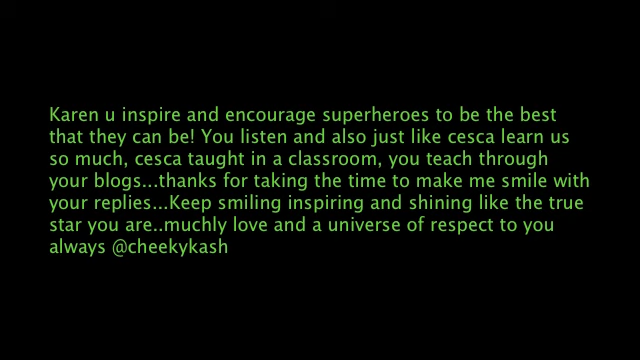 Karen u inspire and encourage superheroes to be the best
that they can be! You listen and also just like cesca learn us
so much, cesca taught in a classroom, you teach through
your blogs...thanks for taking the time to make me smile with
your replies...Keep smiling inspiring and shining like the true
star you are..muchly love and a universe of respect to you
always @cheekykash